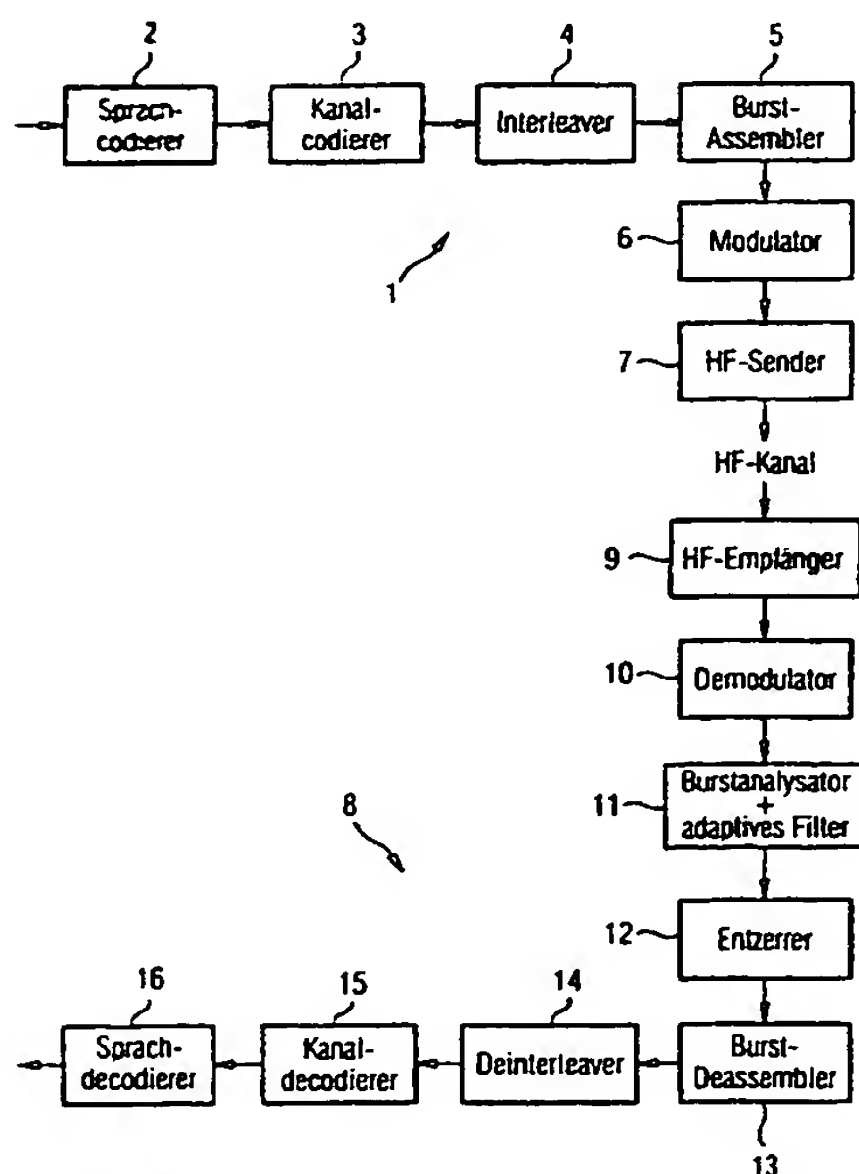 2 3 4 5
Sprach-
codierer
Kanal-
codierer
Interleaver
Burst-
Assembler
6 Modulator
1
7 HF-Sender
HF-Kanal
9 HF-Empfänger
10 Demodulator
11 Burstanalysator
+
adaptives Filter
8
12 Entzerrer
16 15 14
Sprach-
decodierer
Kanal-
decodierer
Deinterleaver
Burst-
Deassembler
13